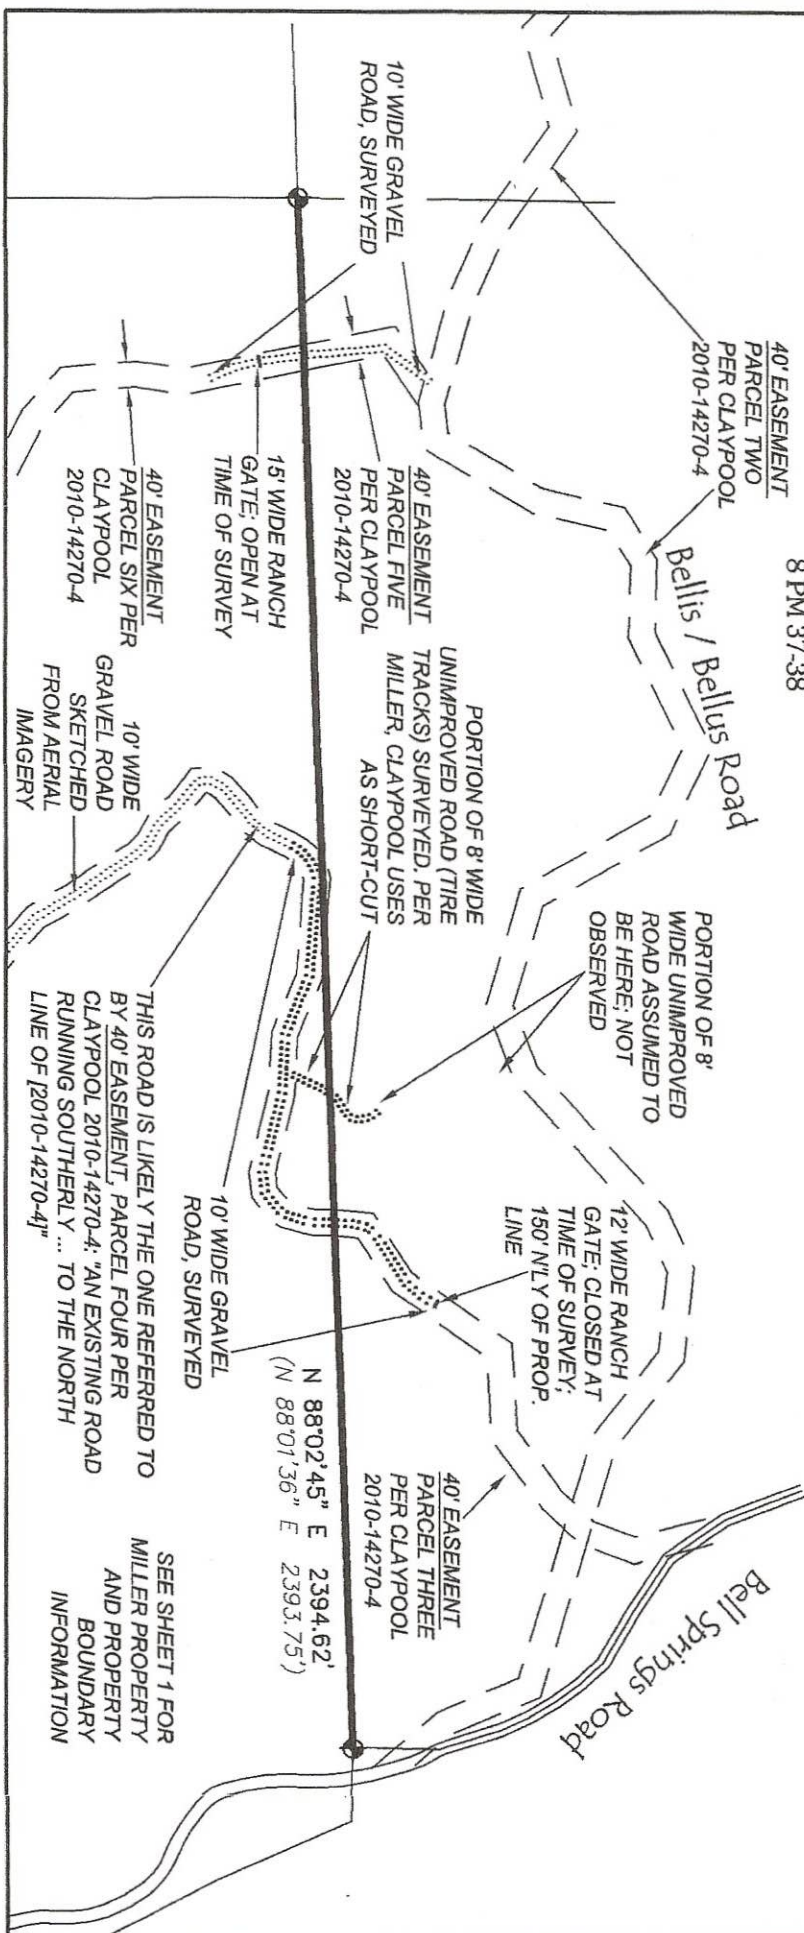 8 PM 37-38
40' EASEMENT
PARCEL TWO
PER CLAYPOOL
2010-14270-4
Bellis / Bellus Road
10' WIDE GRAVEL
ROAD, SURVEYED
40' EASEMENT
PARCEL FIVE
PER CLAYPOOL
2010-14270-4
15' WIDE RANCH
GATE; OPEN AT
TIME OF SURVEY
40' EASEMENT
PARCEL SIX PER
CLAYPOOL
2010-14270-4
PORTION OF 8' WIDE
UNIMPROVED ROAD (TIRE
TRACKS) SURVEYED. PER
MILLER, CLAYPOOL USES
AS SHORT-CUT
10' WIDE
GRAVEL ROAD
SKETCHED
FROM AERIAL
IMAGERY
PORTION OF 8'
WIDE UNIMPROVED
ROAD ASSUMED TO
BE HERE; NOT
OBSERVED
12' WIDE RANCH
GATE; CLOSED AT
TIME OF SURVEY;
150' N'LY OF PROP.
LINE
10' WIDE GRAVEL
ROAD, SURVEYED
THIS ROAD IS LIKELY THE ONE REFERRED TO
BY 40' EASEMENT, PARCEL FOUR PER
CLAYPOOL 2010-14270-4: "AN EXISTING ROAD
RUNNING SOUTHERLY ... TO THE NORTH
LINE OF [2010-14270-4]"
40' EASEMENT
PARCEL THREE
PER CLAYPOOL
2010-14270-4
N 88°02'45" E 2394.62'
(N 88°01'36" E 2393.75')
Bell Springs Road
SEE SHEET 1 FOR
MILLER PROPERTY
AND PROPERTY
BOUNDARY
INFORMATION